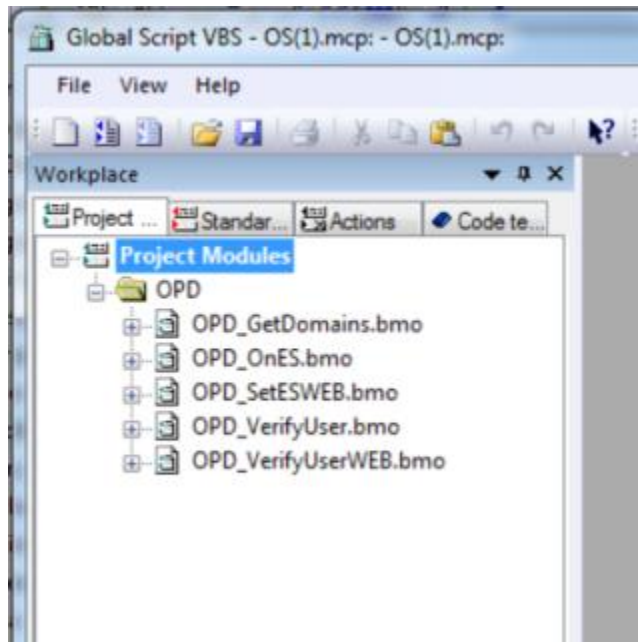 Global Script VBS - OS(1).mcp: - OS(1).mcp:
File View Help
Workplace
Project ... Standar... Actions Code te...
Project Modules
OPD
OPD_GetDomains.bmo
OPD_OnES.bmo
OPD_SetESWEB.bmo
OPD_VerifyUser.bmo
OPD_VerifyUserWEB.bmo